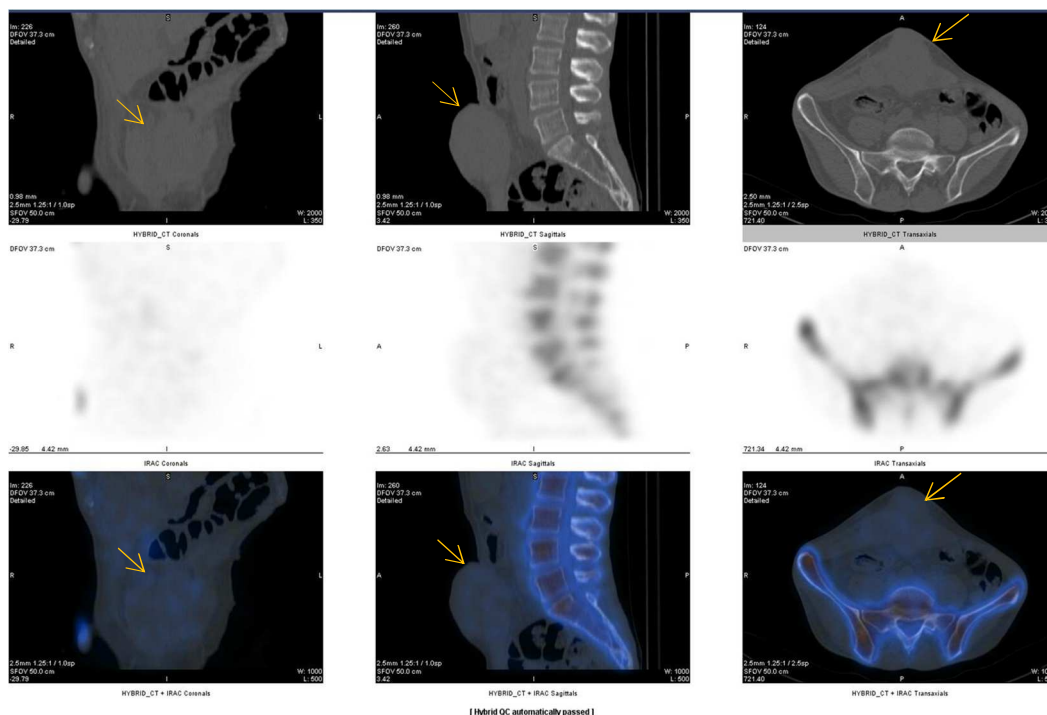 S
Im: 226
DFOV 37.3 cm
Detailed
R
L
0.98 mm
2.5mm 1.25:1 / 1.0sp
SFOV 50.0 cm
-29.79
I
W: 2000
L: 350
HYBRID_CT Coronals
S
Im: 260
DFOV 37.3 cm
Detailed
A
P
0.98 mm
2.5mm 1.25:1 / 1.0sp
SFOV 50.0 cm
3.42
I
W: 2000
L: 350
HYBRID_CT Sagittals
A
Im: 124
DFOV 37.3 cm
Detailed
R
L
2.50 mm
2.5mm 1.25:1 / 2.5sp
SFOV 50.0 cm
721.40
P
W: 20
L: 3
HYBRID_CT Transaxials
DFOV 37.3 cm
S
R
L
-29.85 4.42 mm
I
IRAC Coronals
DFOV 37.3 cm
S
A
P
2.63 4.42 mm
I
IRAC Sagittals
DFOV 37.3 cm
A
R
L
721.34 4.42 mm
P
IRAC Transaxials
S
Im: 226
DFOV 37.3 cm
Detailed
R
L
2.5mm 1.25:1 / 1.0sp
SFOV 50.0 cm
-29.79
I
W: 1000
L: 500
HYBRID_CT + IRAC Coronals
S
Im: 260
DFOV 37.3 cm
Detailed
A
P
2.5mm 1.25:1 / 1.0sp
SFOV 50.0 cm
3.42
I
W: 1000
L: 500
HYBRID_CT + IRAC Sagittals
A
Im: 124
DFOV 37.3 cm
Detailed
R
L
2.5mm 1.25:1 / 2.5sp
SFOV 50.0 cm
721.40
P
W: 10
L: 5
HYBRID_CT + IRAC Transaxials
[ Hybrid QC automatically passed ]